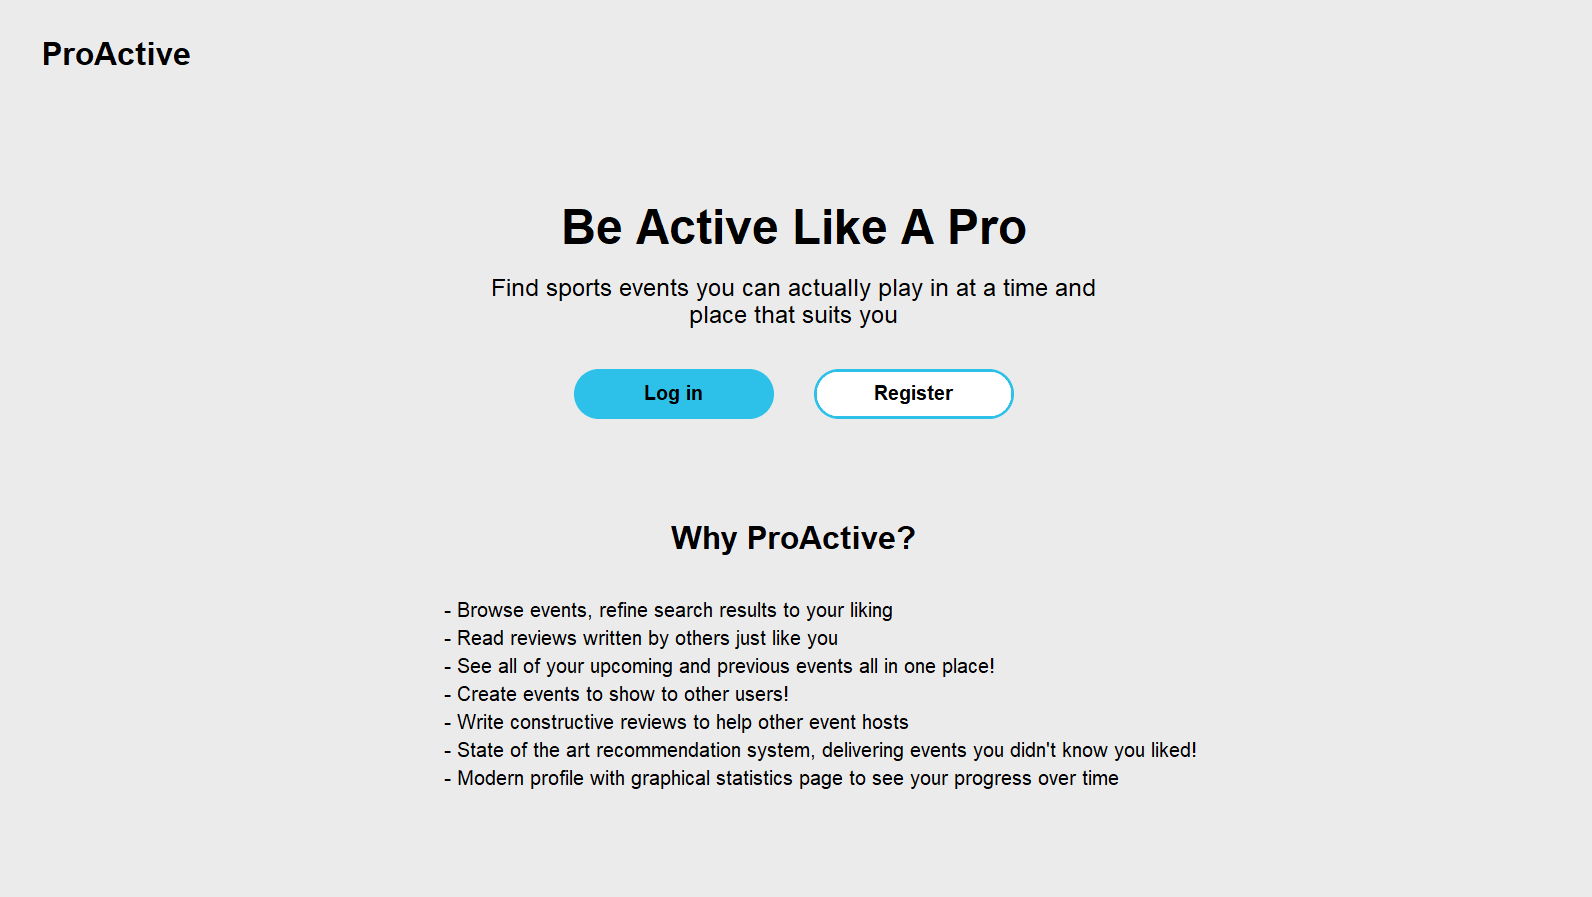 ProActive
Be Active Like A Pro
Find sports events you can actually play in at a time and
place that suits you
Log in
Register
Why ProActive?
- Browse events, refine search results to your liking
- Read reviews written by others just like you
- See all of your upcoming and previous events all in one place!
- Create events to show to other users!
- Write constructive reviews to help other event hosts
- State of the art recommendation system, delivering events you didn't know you liked!
- Modern profile with graphical statistics page to see your progress over time